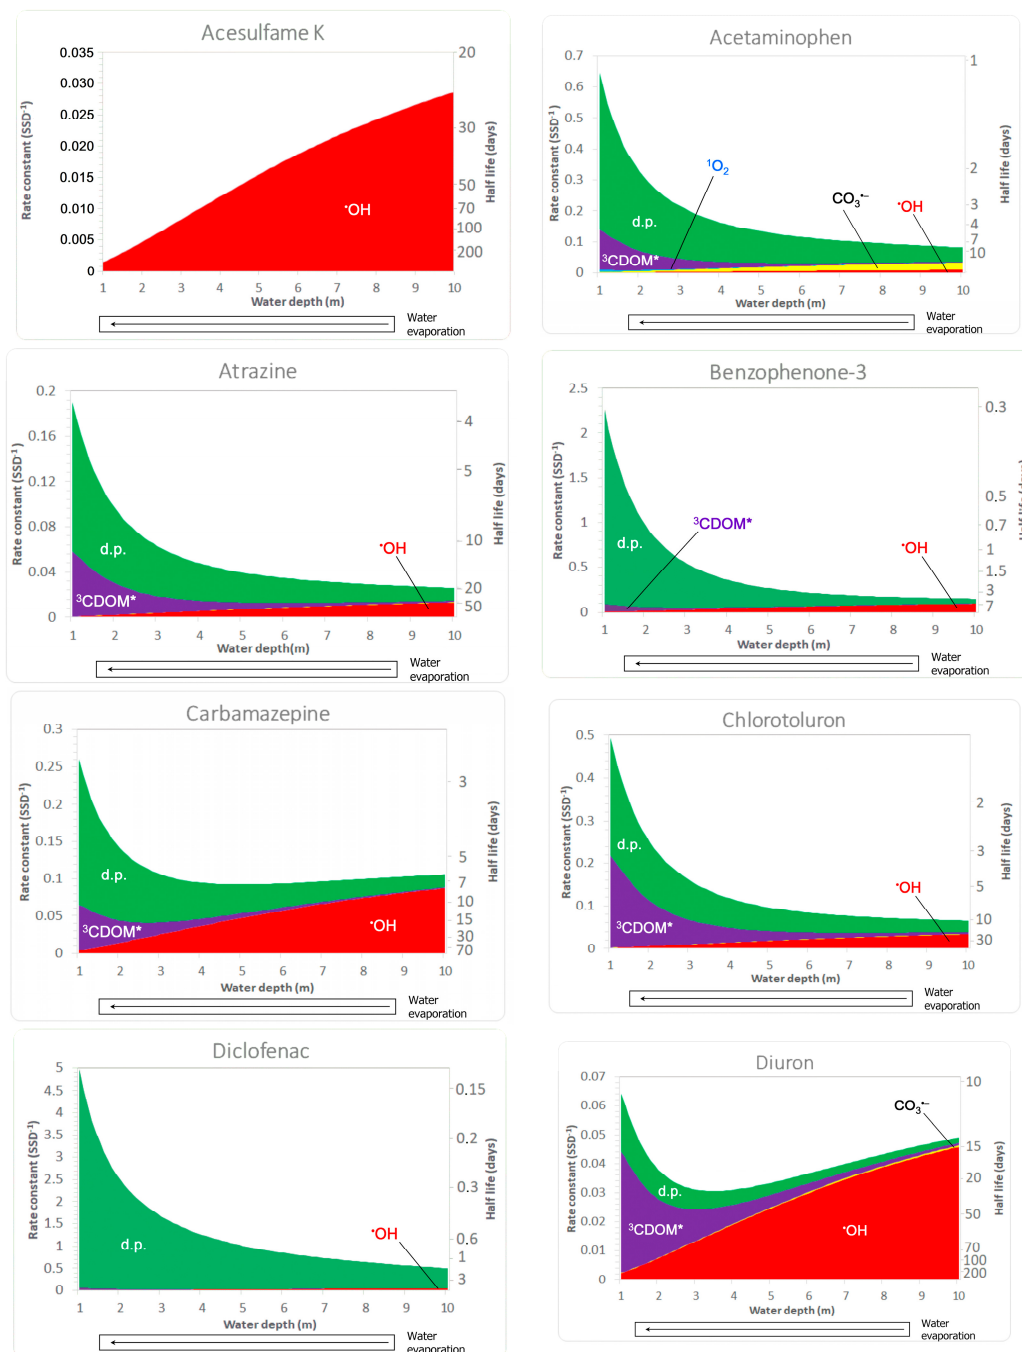 Acesulfame K
0.035
0.030
0.025
0.020
0.015
0.010
0.005
0
Rate constant (SSD⁻¹)
20
30
50
70
100
200
Half life (days)
•OH
1 2 3 4 5 6 7 8 9 10
Water depth (m)
Water
evaporation
Acetaminophen
0.7
0.6
0.5
0.4
0.3
0.2
0.1
0
Rate constant (SSD⁻¹)
1
2
3
4
7
10
Half life (days)
¹O₂
CO₃•−
•OH
d.p.
³CDOM*
1 2 3 4 5 6 7 8 9 10
Water depth (m)
Water
evaporation
Atrazine
0.2
0.16
0.12
0.08
0.04
0
Rate constant (SSD⁻¹)
4
5
10
20
50
Half life (days)
•OH
d.p.
³CDOM*
1 2 3 4 5 6 7 8 9 10
Water depth(m)
Water
evaporation
Benzophenone-3
2.5
2
1.5
1
0.5
0
Rate constant (SSD⁻¹)
0.3
0.5
0.7
1
1.5
3
7
³CDOM*
•OH
d.p.
1 2 3 4 5 6 7 8 9 10
Water depth (m)
Water
evaporation
Carbamazepine
0.3
0.25
0.2
0.15
0.1
0.05
0
Rate constant (SSD⁻¹)
3
5
7
10
15
30
70
Half life (days)
d.p.
³CDOM*
•OH
1 2 3 4 5 6 7 8 9 10
Water depth (m)
Water
evaporation
Chlorotoluron
0.5
0.4
0.3
0.2
0.1
0
Rate constant (SSD⁻¹)
2
3
5
10
30
Half life (days)
d.p.
•OH
³CDOM*
1 2 3 4 5 6 7 8 9 10
Water depth (m)
Water
evaporation
Diclofenac
5
4.5
4
3.5
3
2.5
2
1.5
1
0.5
0
Rate constant (SSD⁻¹)
0.15
0.2
0.3
0.6
1
3
Half life (days)
•OH
d.p.
1 2 3 4 5 6 7 8 9 10
Water depth (m)
Water
evaporation
Diuron
0.07
0.06
0.05
0.04
0.03
0.02
0.01
0
Rate constant (SSD⁻¹)
10
15
20
50
70
100
200
Half life (days)
CO₃•−
d.p.
³CDOM*
•OH
1 2 3 4 5 6 7 8 9 10
Water depth (m)
Water
evaporation